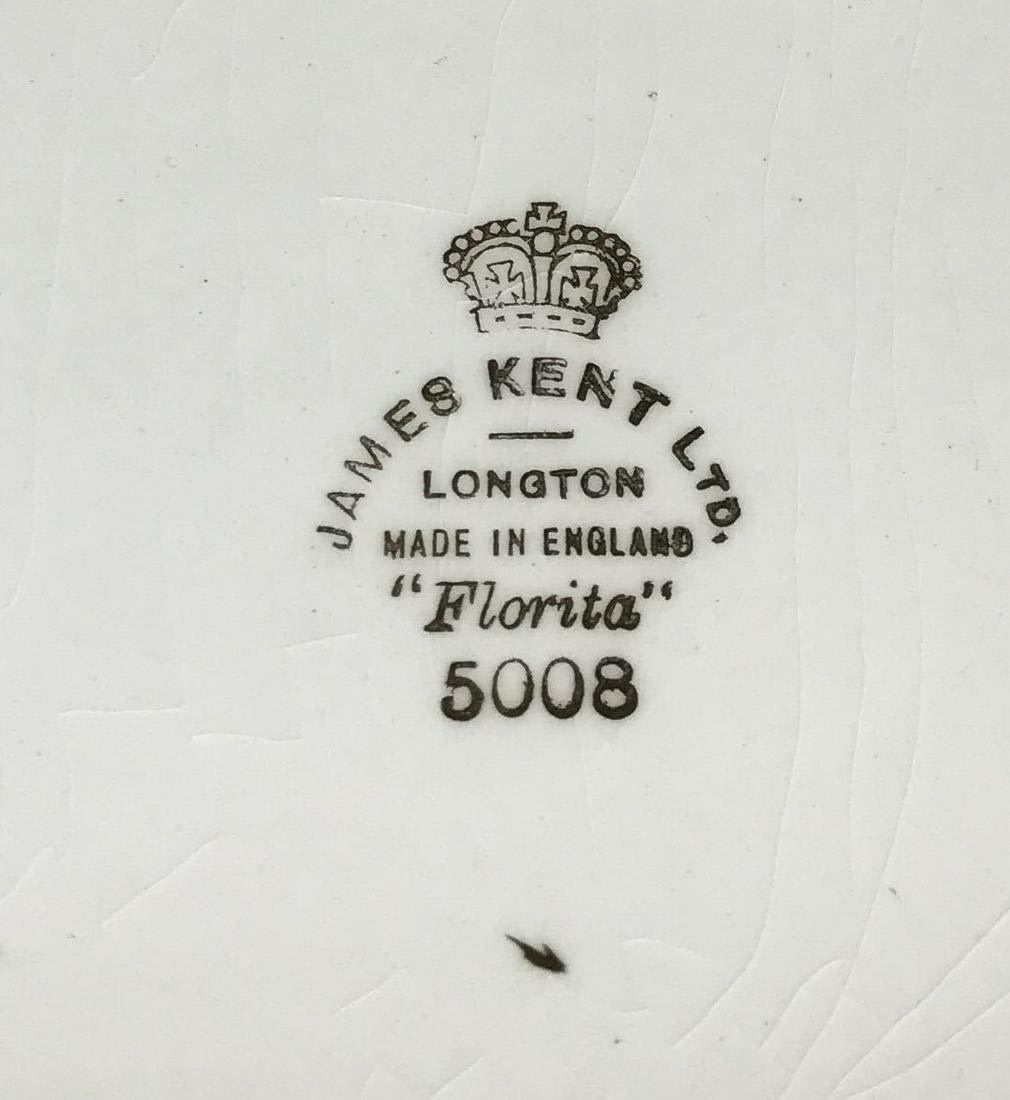 JAMES KENT LTD.
LONGTON
MADE IN ENGLAND
"Florita"
5008